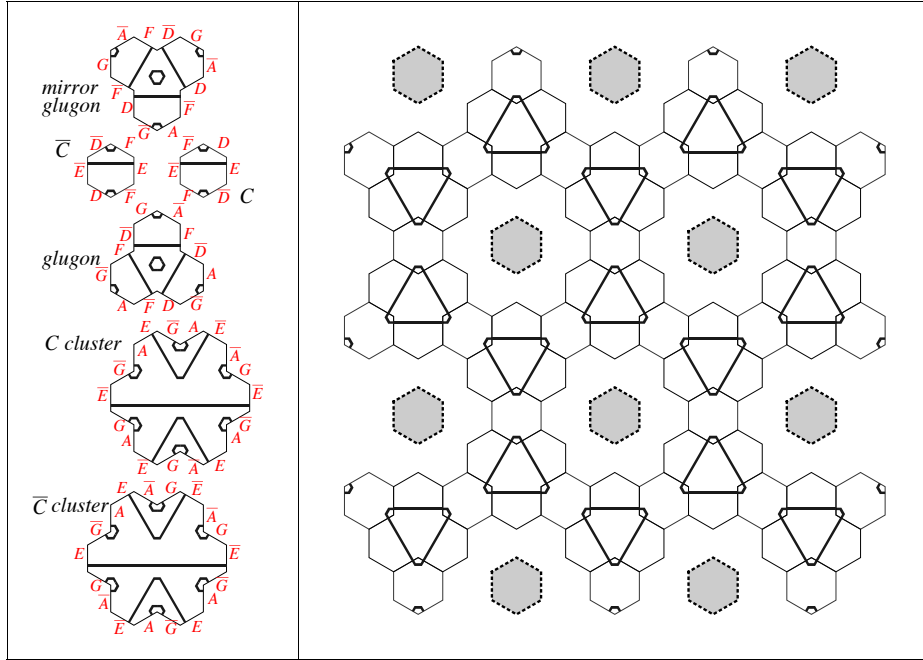 A̅ F D̅ G
G A̅
mirror F̅ D
glugon D F̅
G̅ A
C̅ D̅ F F̅ D
E̅ E E̅ E
D F̅ F D̅ C
G A̅
D̅ F
F D̅
glugon G̅ A
A F̅ D G̅
E G̅ A E̅
C cluster A A̅
G̅ G
E̅ E̅
G G̅
A A
E̅ G A̅ E
E A̅ G E̅
C̅ cluster A A̅
G̅ G
E E̅
G G̅
A̅ A
E̅ A G̅ E